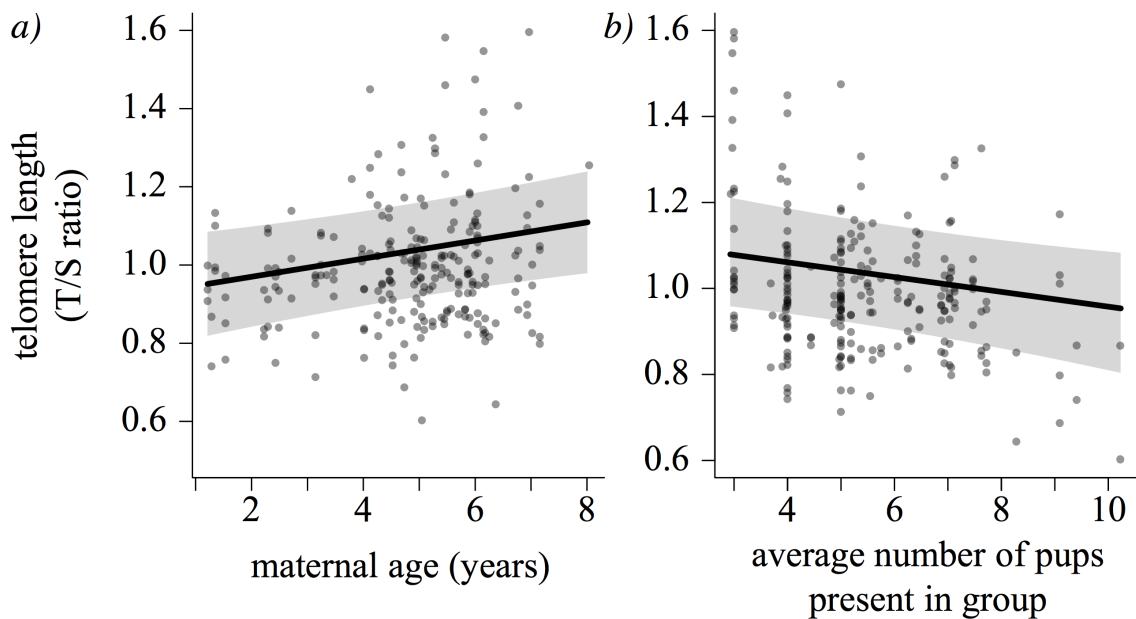 a)
telomere length
(T/S ratio)
1.6
1.4
1.2
1.0
0.8
0.6
2 4 6 8
maternal age (years)
b)
1.6
1.4
1.2
1.0
0.8
0.6
4 6 8 10
average number of pups
present in group